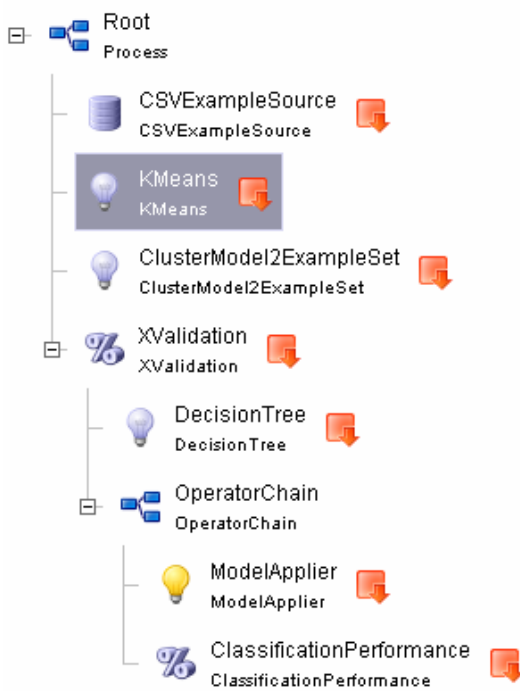 Root
Process
CSVExampleSource
CSVExampleSource
KMeans
KMeans
ClusterModel2ExampleSet
ClusterModel2ExampleSet
XValidation
XValidation
DecisionTree
DecisionTree
OperatorChain
OperatorChain
ModelApplier
ModelApplier
ClassificationPerformance
ClassificationPerformance